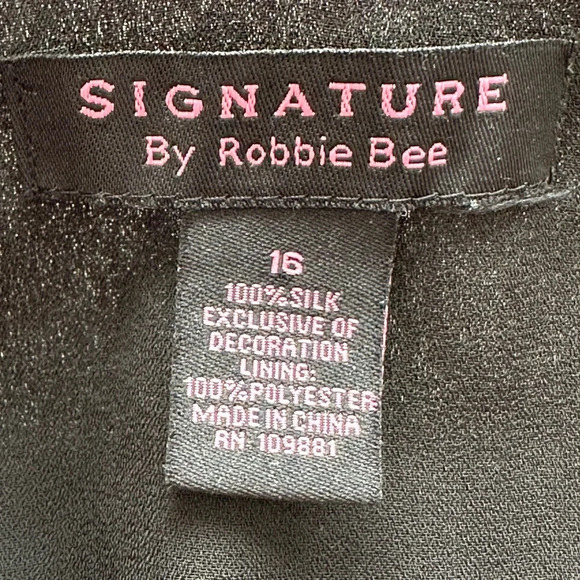 SIGNATURE
By Robbie Bee
16
100%SILK
EXCLUSIVE OF
DECORATION
LINING:
100%POLYESTER
MADE IN CHINA
RN: 109881